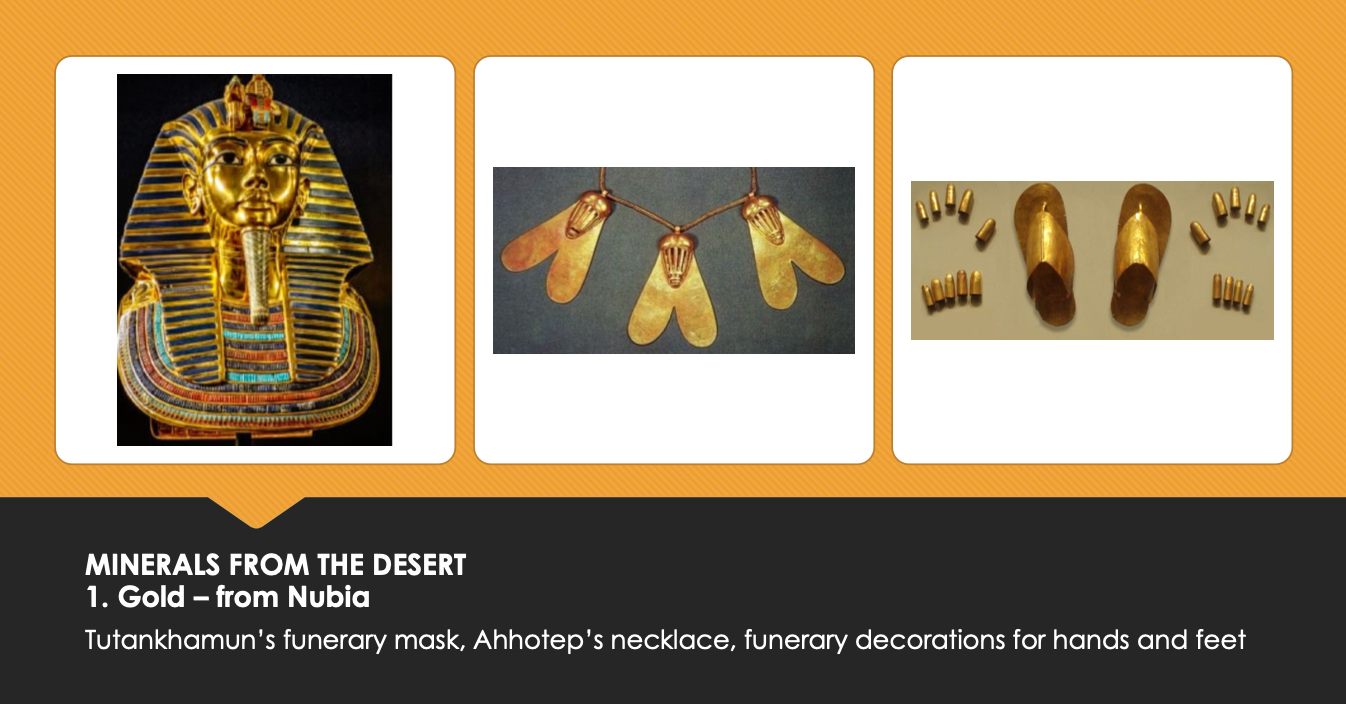 MINERALS FROM THE DESERT
1. Gold – from Nubia
Tutankhamun’s funerary mask, Ahhotep’s necklace, funerary decorations for hands and feet